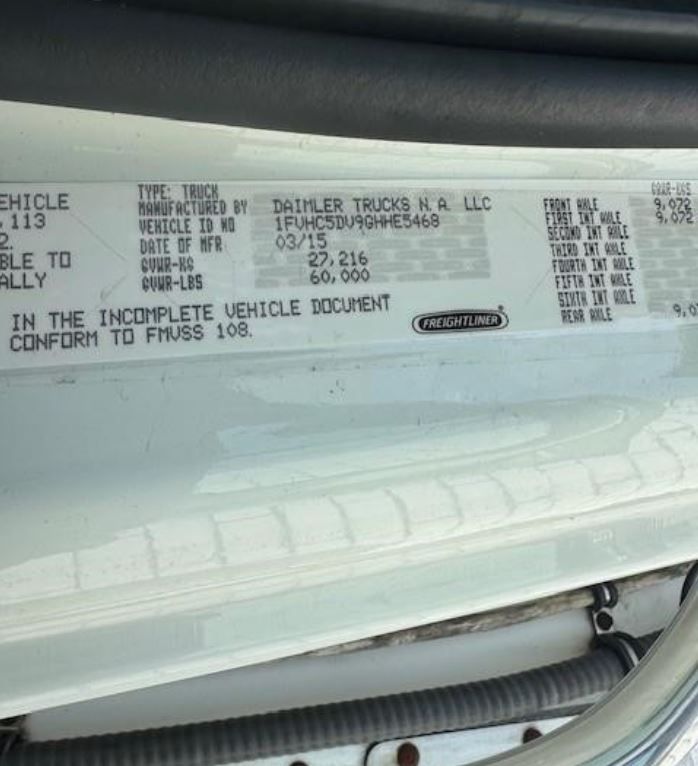 EHICLE
, 113
2.
BLE TO
ALLY
TYPE: TRUCK
MANUFACTURED BY DAIMLER TRUCKS N. A. LLC
VEHICLE ID NO 1FVHC5DV9GHHE5468
DATE OF MFR 03/15
GVWR-KG 27,216
GVWR-LBS 60,000
IN THE INCOMPLETE VEHICLE DOCUMENT
CONFORM TO FMVSS 108.
FREIGHTLINER
GAWR-KGS
FRONT AXLE 9,072
FIRST INT AXLE 9,072
SECOND INT AXLE
THIRD INT AXLE
FOURTH INT AXLE
FIFTH INT AXLE
SIXTH INT AXLE
REAR AXLE 9,07